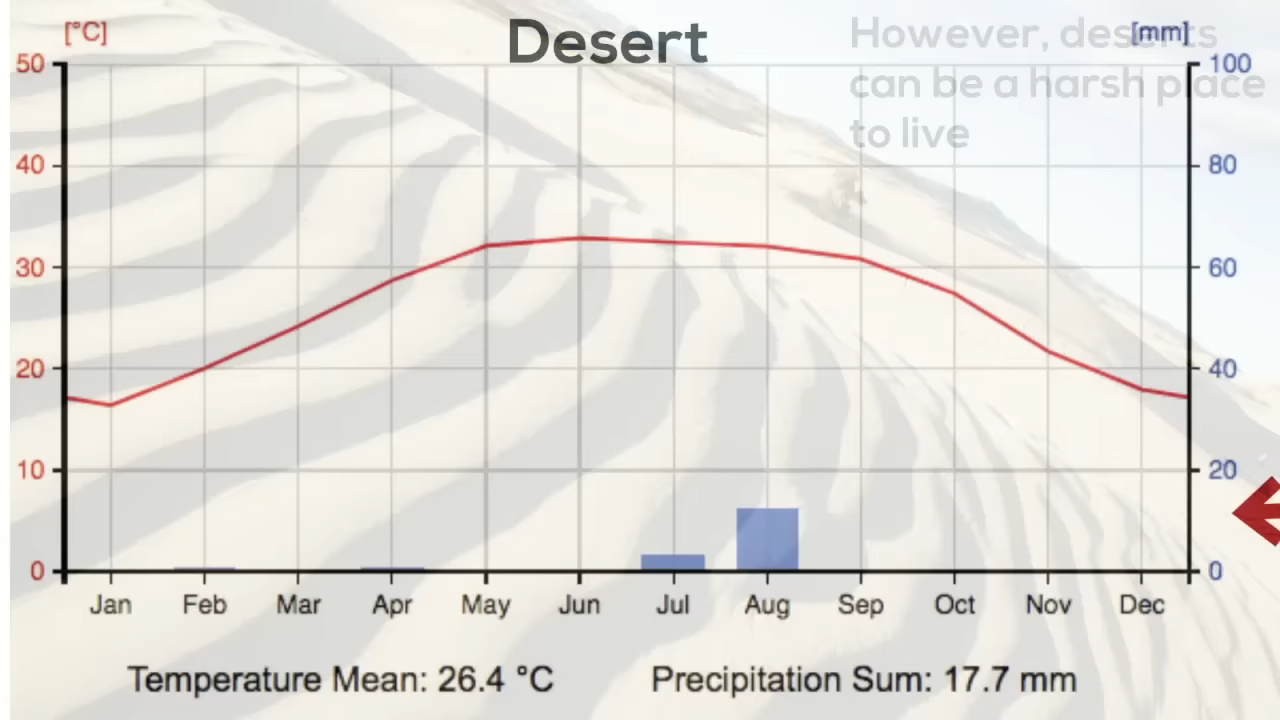 Desert
However, deserts
can be a harsh place
to live
[°C]
[mm]
50
40
30
20
10
0
100
80
60
40
20
0
Jan Feb Mar Apr May Jun Jul Aug Sep Oct Nov Dec
Temperature Mean: 26.4 °C Precipitation Sum: 17.7 mm